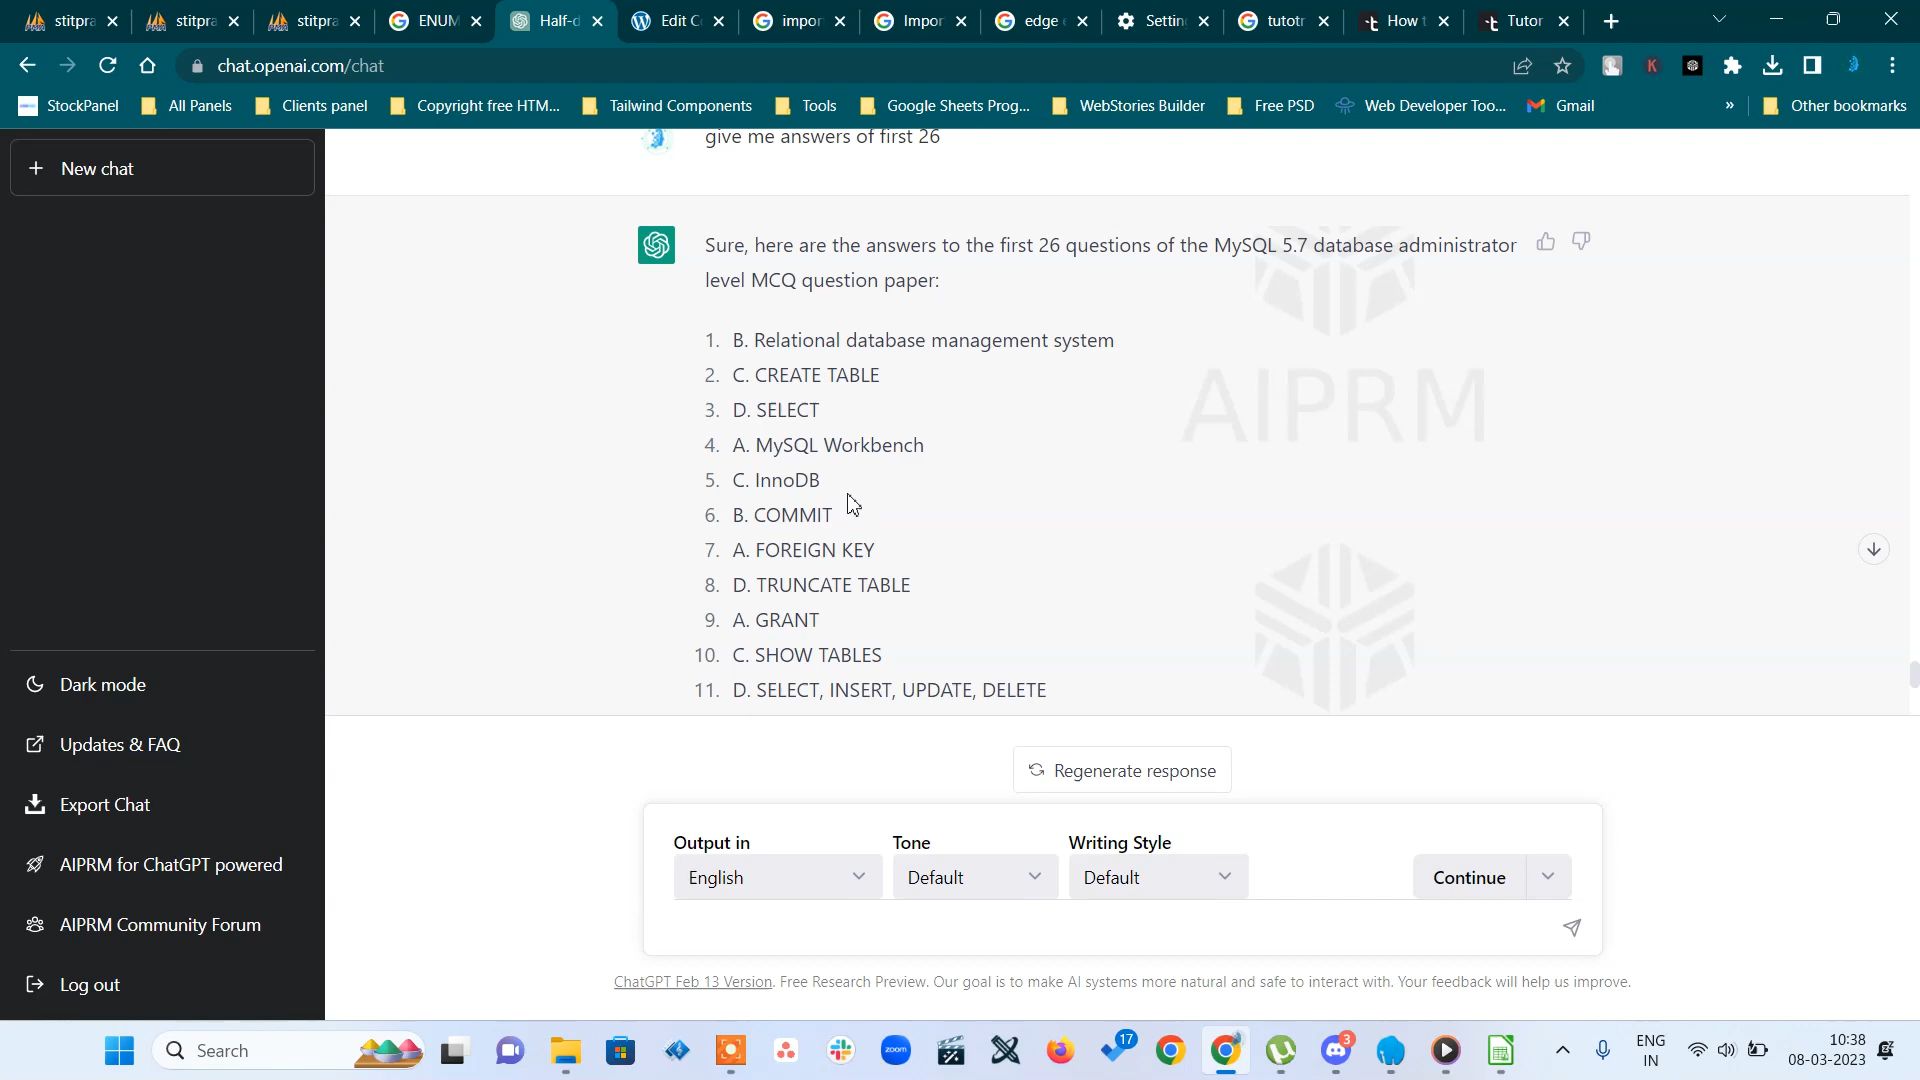 stitpra
stitpra
stitpra
ENUM
Half-d
Edit C
impor
Impor
edge
Settin
tutotr
How t
Tutor
chat.openai.com/chat
StockPanel
All Panels
Clients panel
Copyright free HTM...
Tailwind Components
Tools
Google Sheets Prog...
WebStories Builder
Free PSD
Web Developer Too...
Gmail
»
Other bookmarks
New chat
give me answers of first 26
Sure, here are the answers to the first 26 questions of the MySQL 5.7 database administrator
level MCQ question paper:
1. B. Relational database management system
2. C. CREATE TABLE
3. D. SELECT
4. A. MySQL Workbench
5. C. InnoDB
6. B. COMMIT
7. A. FOREIGN KEY
8. D. TRUNCATE TABLE
9. A. GRANT
10. C. SHOW TABLES
11. D. SELECT, INSERT, UPDATE, DELETE
AIPRM
Dark mode
Updates & FAQ
Export Chat
AIPRM for ChatGPT powered
AIPRM Community Forum
Log out
Regenerate response
Output in
Tone
Writing Style
English
Default
Default
Continue
ChatGPT Feb 13 Version. Free Research Preview. Our goal is to make AI systems more natural and safe to interact with. Your feedback will help us improve.
Search
zoom
17
3
ENG
IN
10:38
08-03-2023